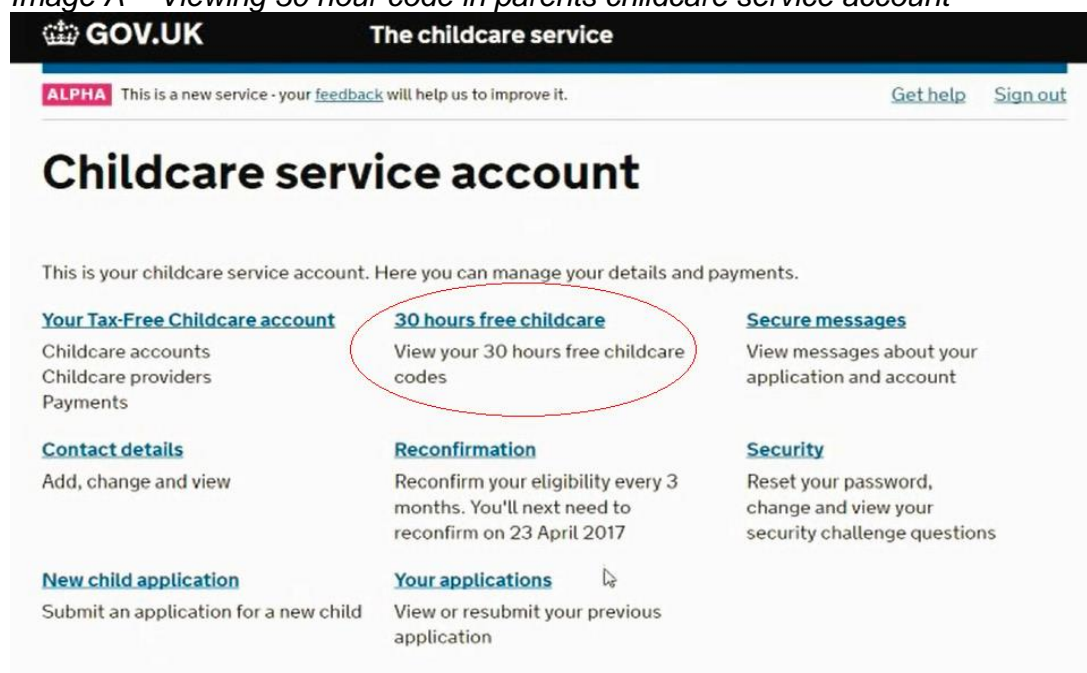 Image A – Viewing 30 hour code in parents childcare service account
GOV.UK The childcare service
ALPHA This is a new service - your feedback will help us to improve it. Get help Sign out
Childcare service account
This is your childcare service account. Here you can manage your details and payments.
Your Tax-Free Childcare account
Childcare accounts
Childcare providers
Payments
30 hours free childcare
View your 30 hours free childcare
codes
Secure messages
View messages about your
application and account
Contact details
Add, change and view
Reconfirmation
Reconfirm your eligibility every 3
months. You'll next need to
reconfirm on 23 April 2017
Security
Reset your password,
change and view your
security challenge questions
New child application
Submit an application for a new child
Your applications
View or resubmit your previous
application